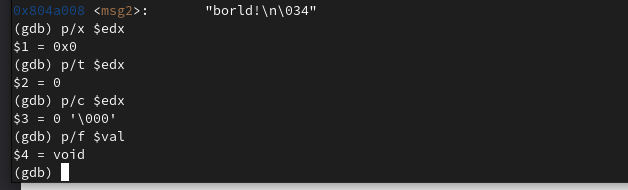 0x804a008 <msg2>:	"borld!\n\034"
(gdb) p/x $edx
$1 = 0x0
(gdb) p/t $edx
$2 = 0
(gdb) p/c $edx
$3 = 0 '\000'
(gdb) p/f $val
$4 = void
(gdb)